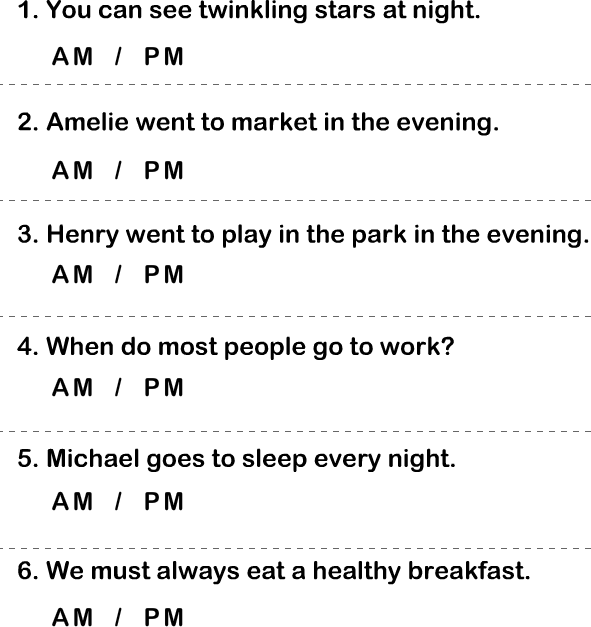 1. You can see twinkling stars at night.
AM / PM
2. Amelie went to market in the evening.
AM / PM
3. Henry went to play in the park in the evening.
AM / PM
4. When do most people go to work?
AM / PM
5. Michael goes to sleep every night.
AM / PM
6. We must always eat a healthy breakfast.
AM / PM